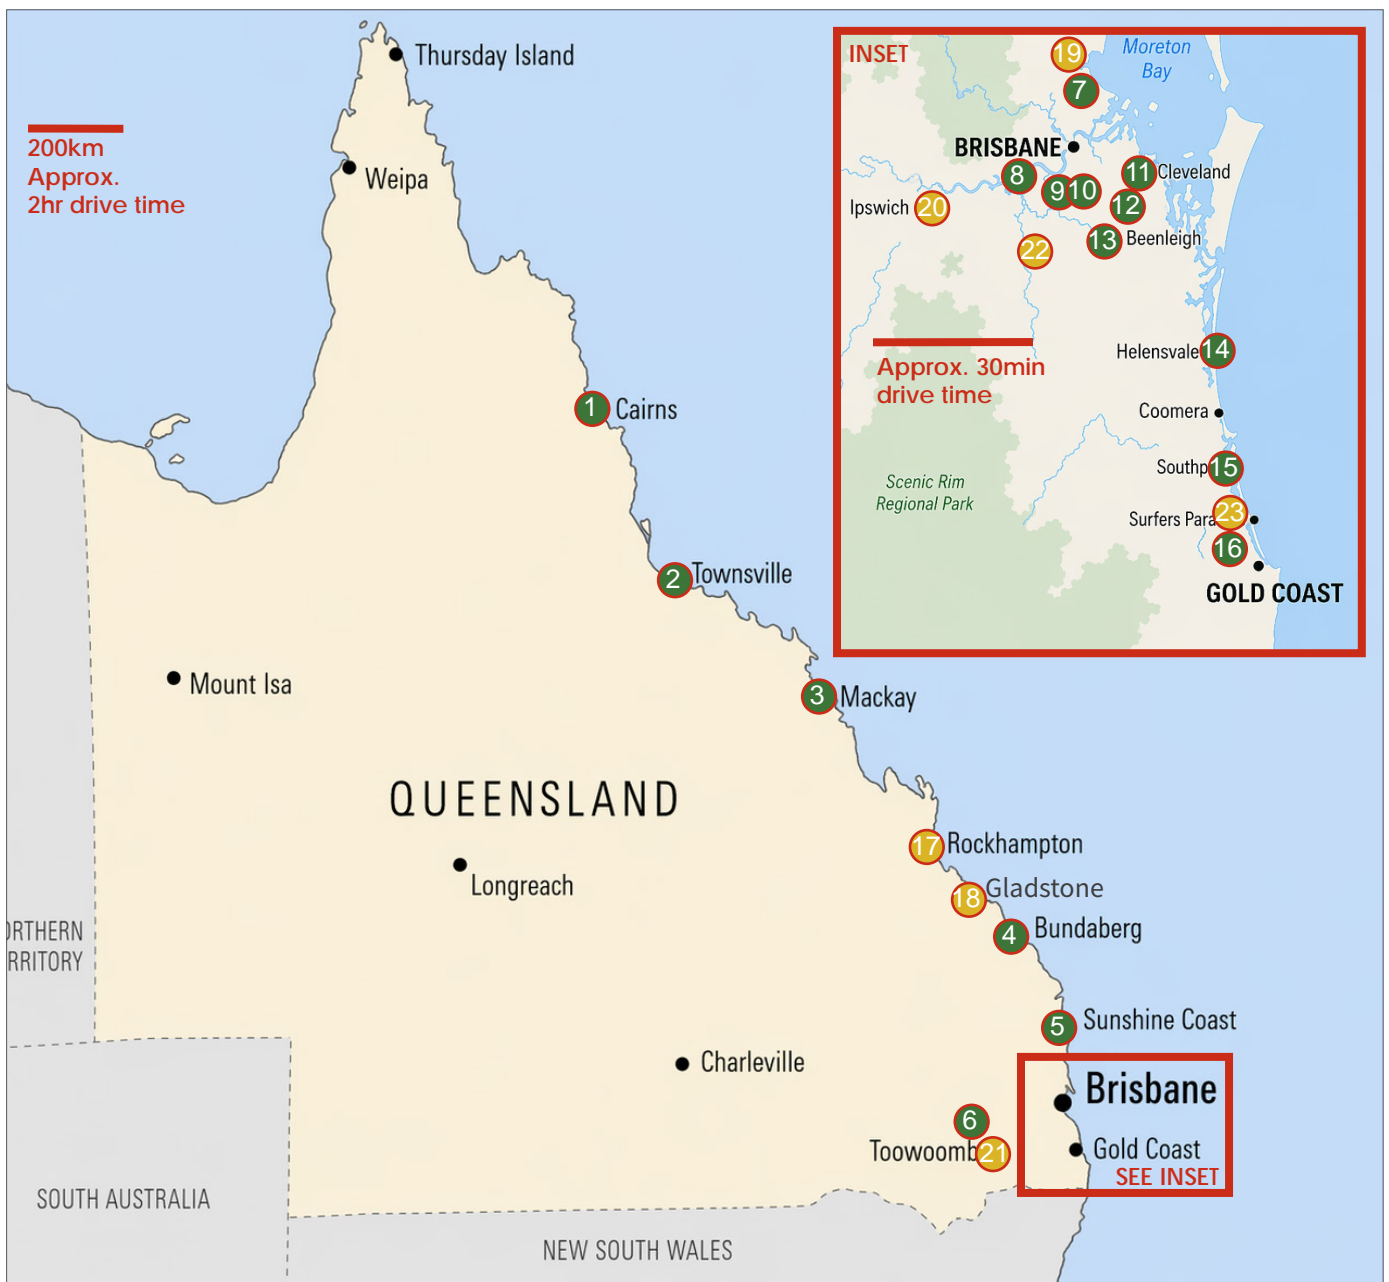 Thursday Island
200km
Approx.
2hr drive time
Weipa
1 Cairns
2 Townsville
Mount Isa
3 Mackay
QUEENSLAND
17 Rockhampton
Longreach
18 Gladstone
4 Bundaberg
ORTHERN
RRITORY
5 Sunshine Coast
Charleville
Brisbane
6
Toowoomb 21
Gold Coast
SEE INSET
SOUTH AUSTRALIA
NEW SOUTH WALES
INSET
19
Moreton
Bay
7
BRISBANE
8
9 10
11 Cleveland
12
Ipswich 20
13 Beenleigh
22
Helensvale 14
Approx. 30min
drive time
Coomera
Southp 15
Scenic Rim
Regional Park
Surfers Para 23
16
GOLD COAST